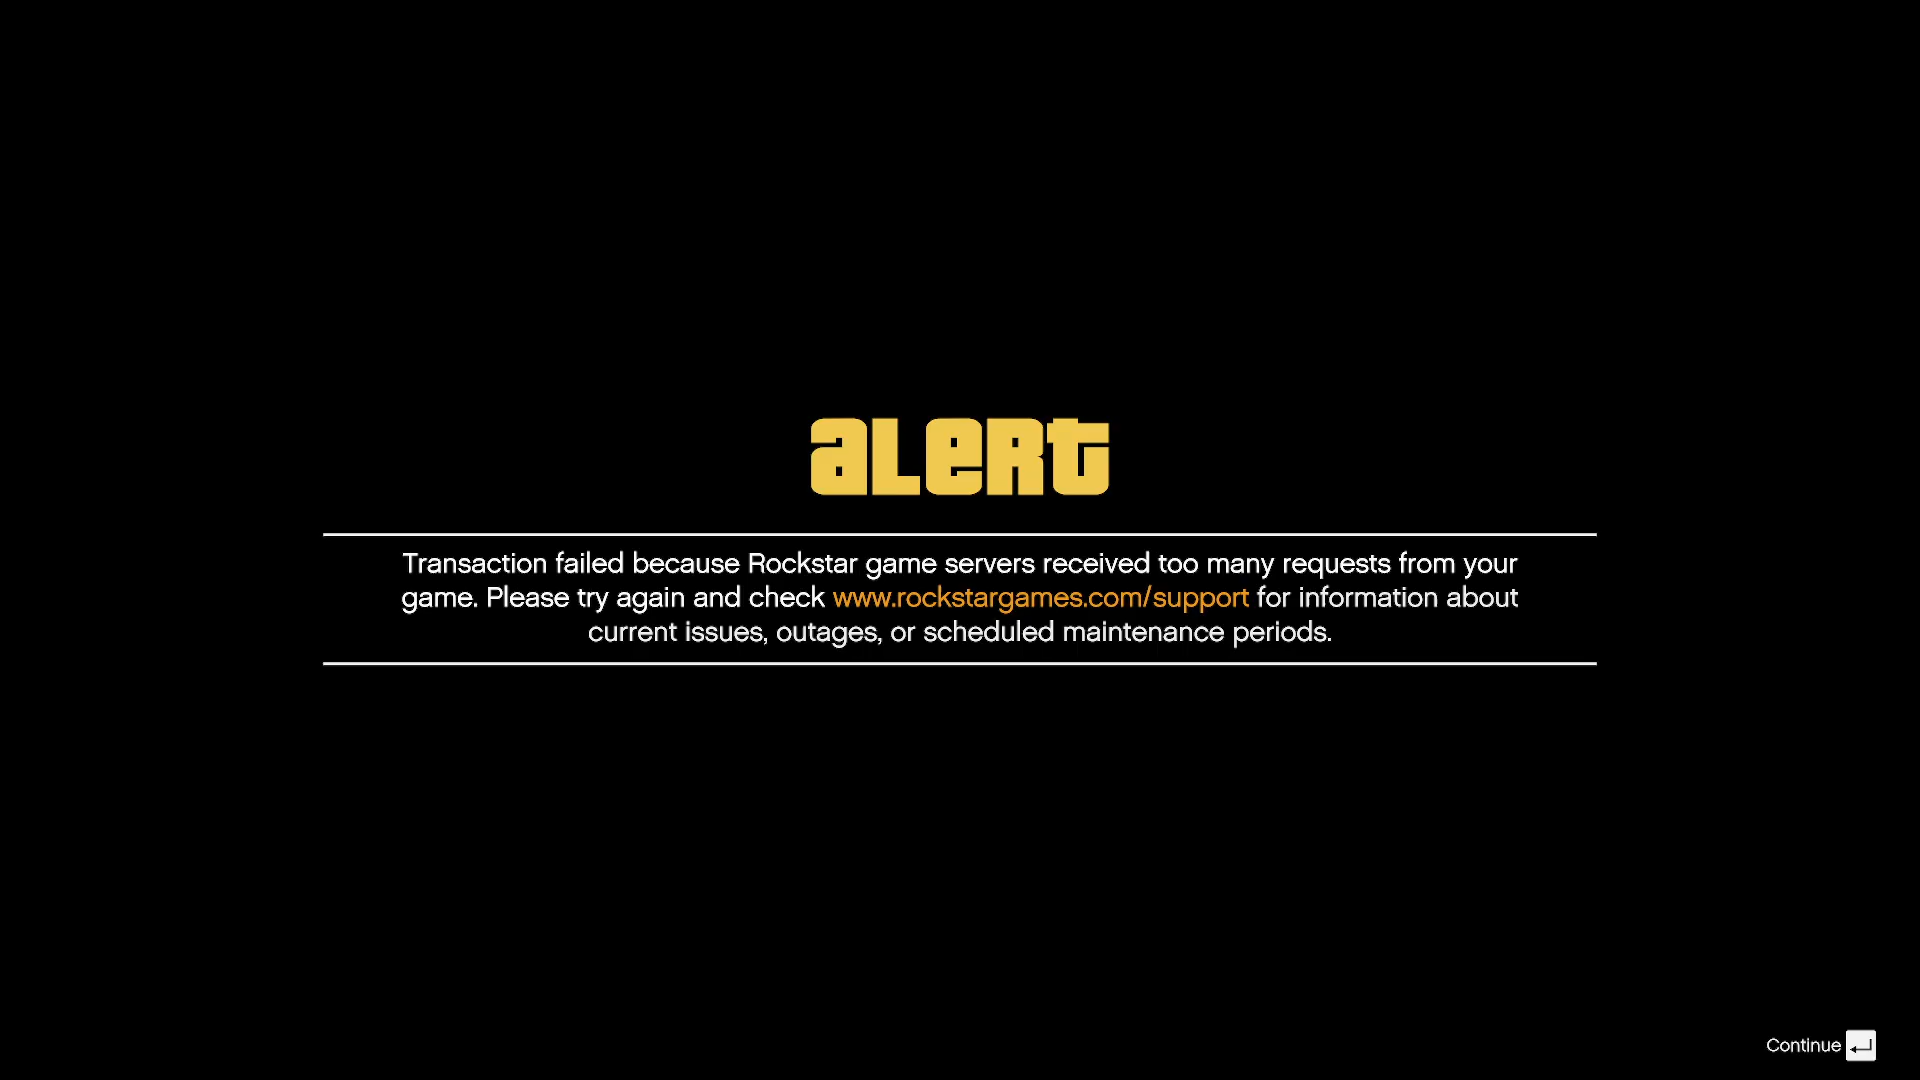 aLeRt
Transaction failed because Rockstar game servers received too many requests from your
game. Please try again and check www.rockstargames.com/support for information about
current issues, outages, or scheduled maintenance periods.
Continue